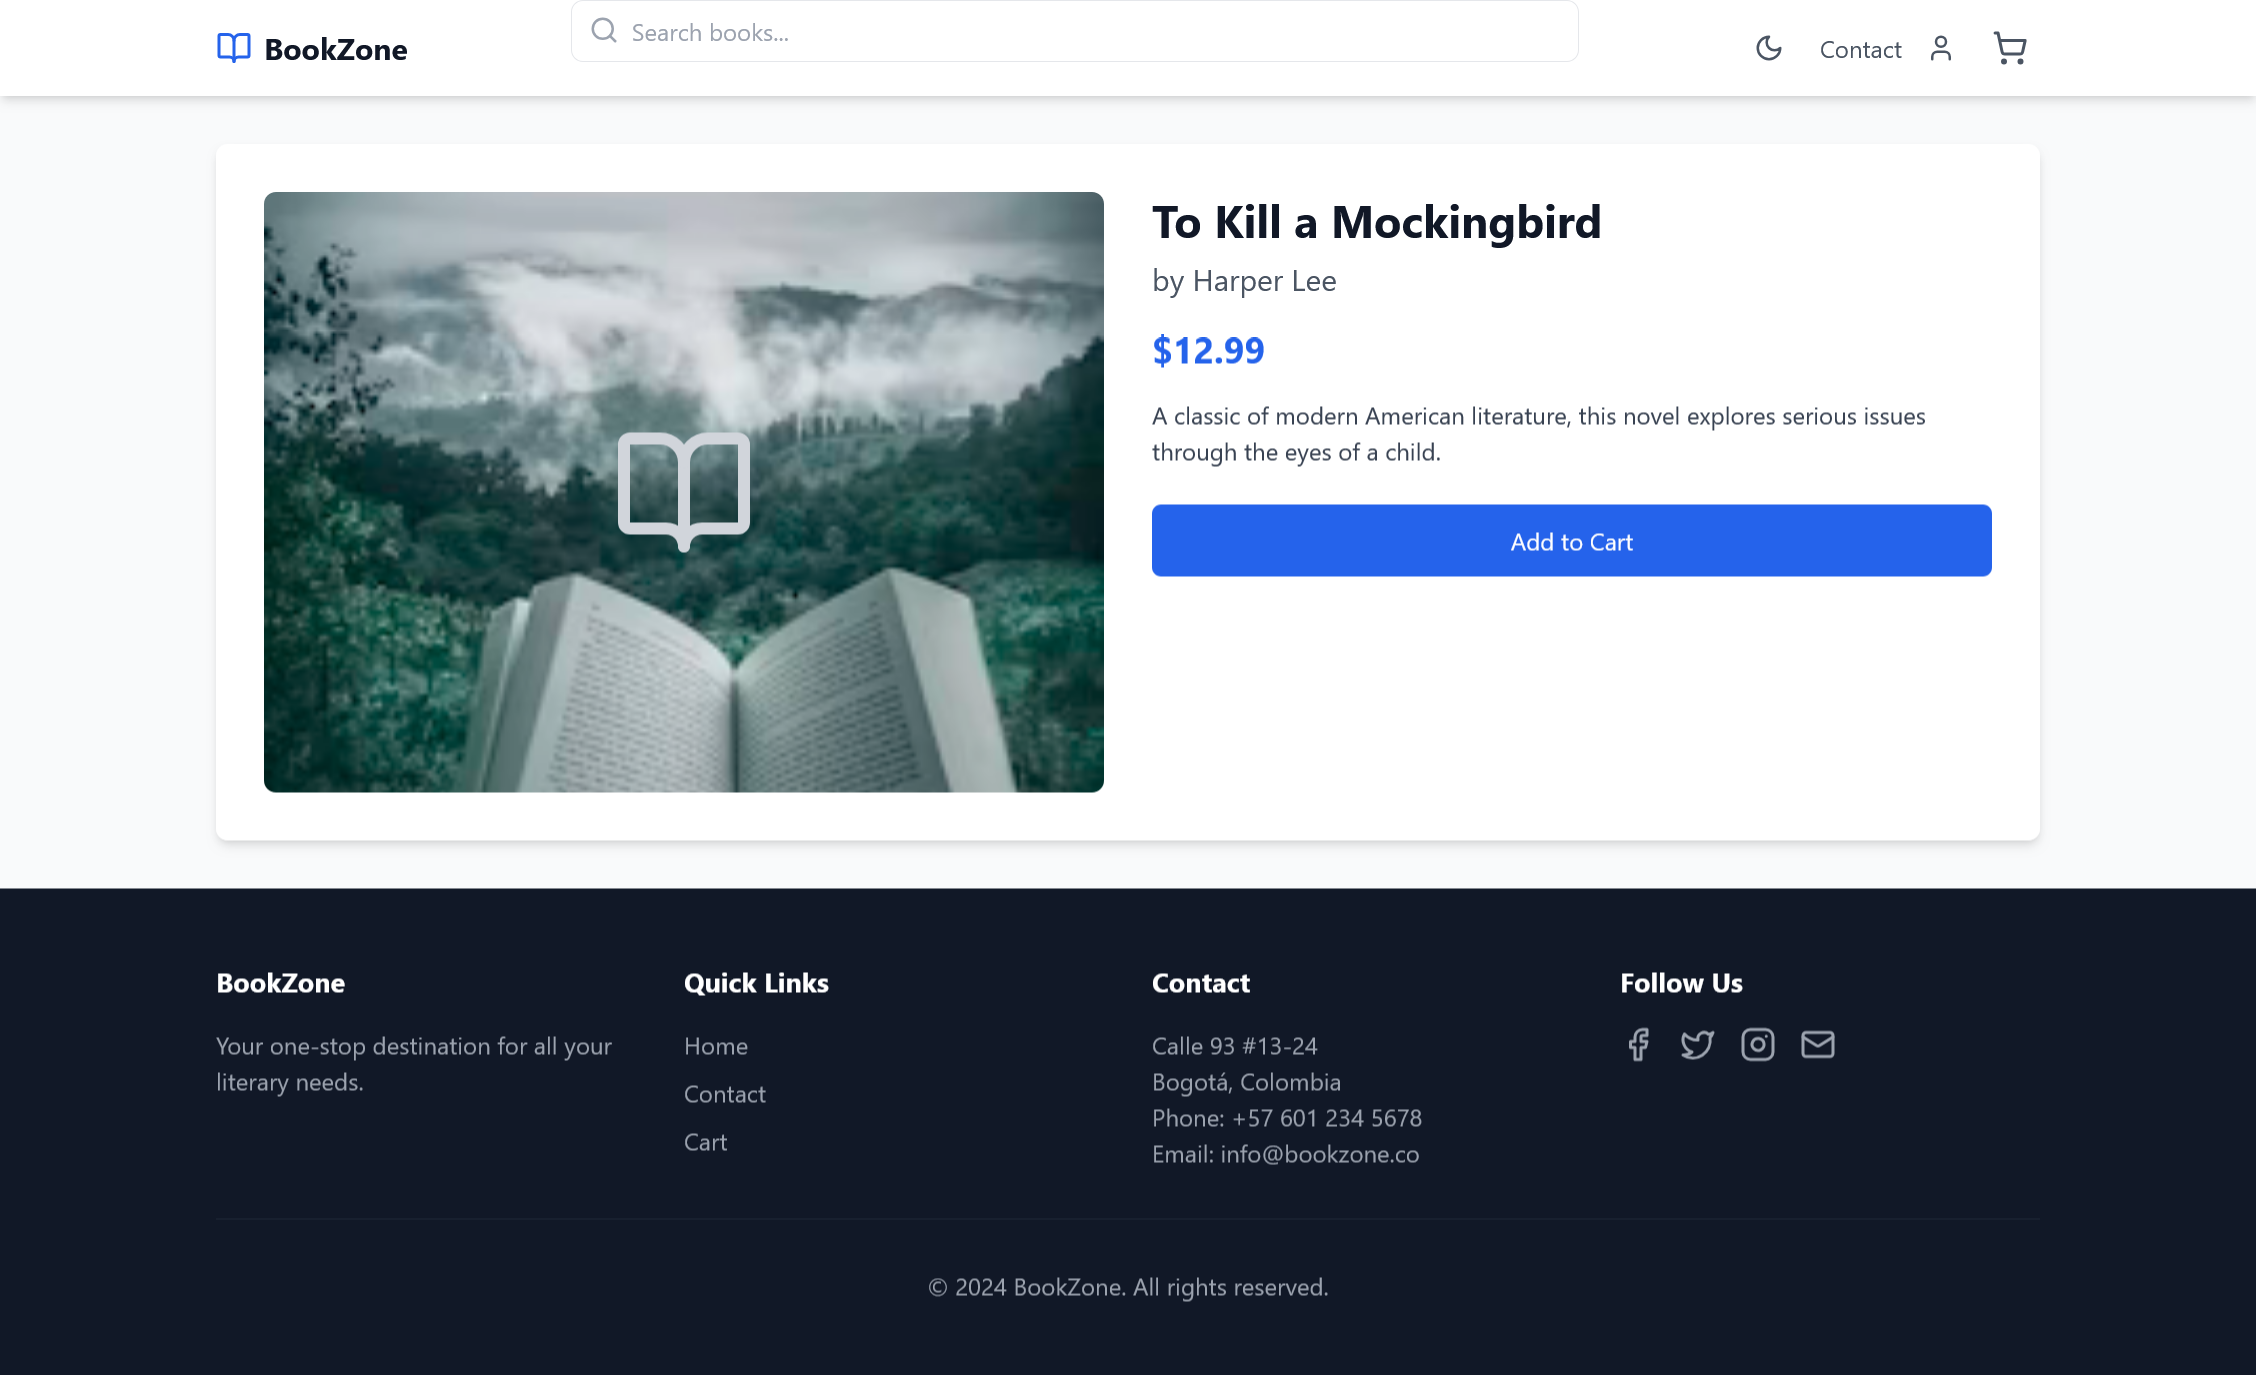 BookZone
Search books...
Contact
To Kill a Mockingbird
by Harper Lee
$12.99
A classic of modern American literature, this novel explores serious issues
through the eyes of a child.
Add to Cart
BookZone
Your one-stop destination for all your
literary needs.
Quick Links
Home
Contact
Cart
Contact
Calle 93 #13-24
Bogotá, Colombia
Phone: +57 601 234 5678
Email: info@bookzone.co
Follow Us
© 2024 BookZone. All rights reserved.